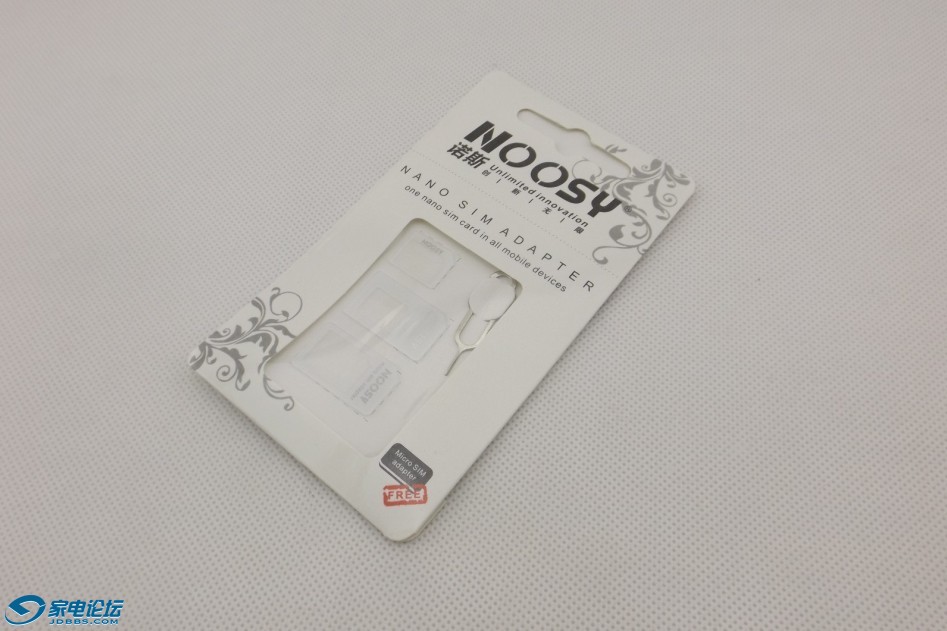 NOOSY
诺斯 Unlimited innovation
创 | 新 | 无 | 限
NANO SIM ADAPTER
one nano sim card in all mobile devices
NOOSY
NOOSY
Micro SIM
adapter
FREE
家电论坛
JDBBS.COM